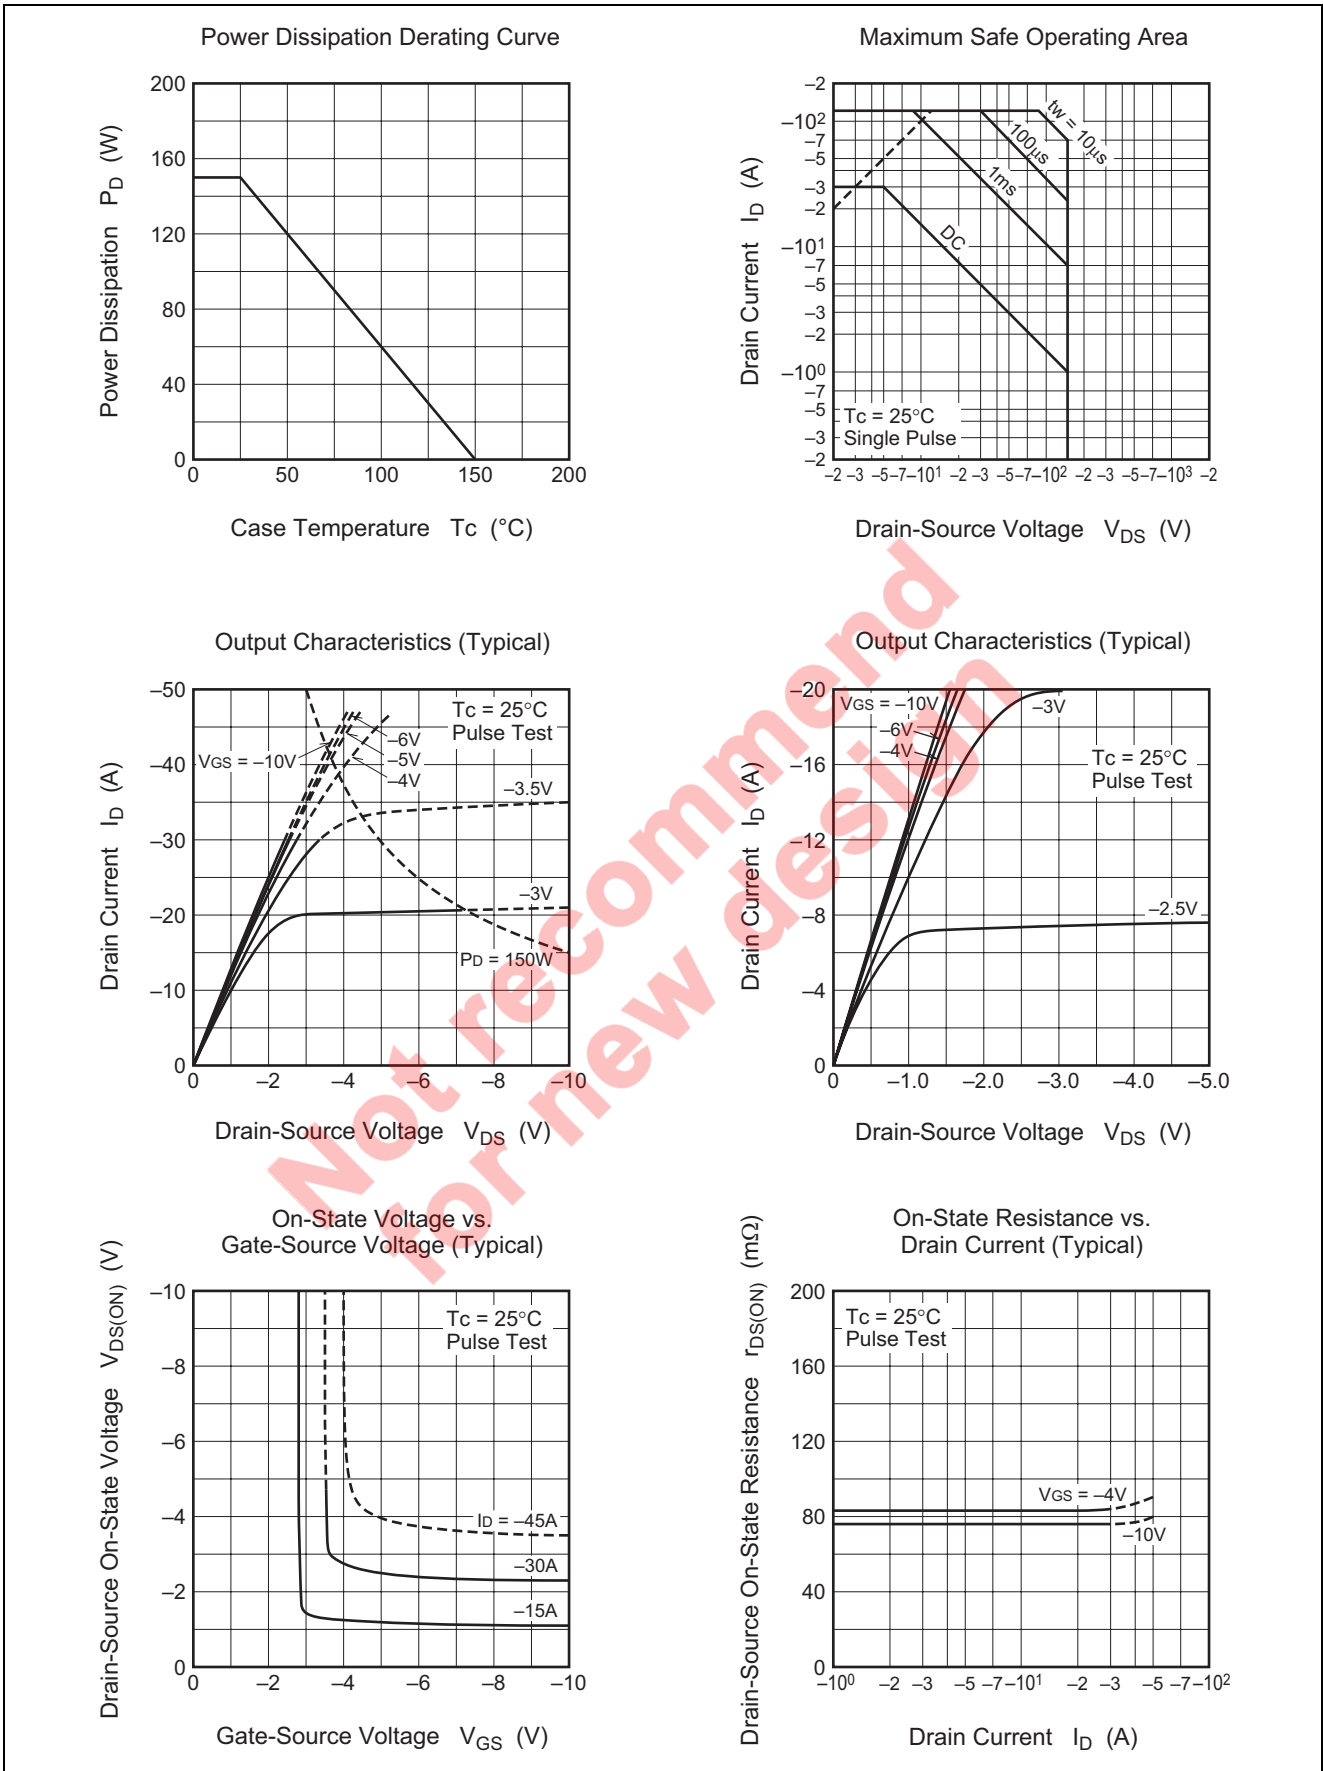 Power Dissipation Derating Curve
Power Dissipation PD (W)
200
160
120
80
40
0
0 50 100 150 200
Case Temperature Tc (°C)
Maximum Safe Operating Area
Drain Current ID (A)
–2
–10²
–7
–5
–3
–2
–10¹
–7
–5
–3
–2
–10⁰
–7
–5
–3
–2
tw = 10μs
100μs
1ms
DC
Tc = 25°C
Single Pulse
–2 –3 –5–7–10¹ –2 –3 –5–7–10² –2 –3 –5–7–10³ –2
Drain-Source Voltage VDS (V)
Output Characteristics (Typical)
Drain Current ID (A)
–50
–40
–30
–20
–10
0
Tc = 25°C
Pulse Test
VGS = –10V
–6V
–5V
–4V
–3.5V
–3V
PD = 150W
0 –2 –4 –6 –8 –10
Drain-Source Voltage VDS (V)
Output Characteristics (Typical)
Drain Current ID (A)
–20
–16
–12
–8
–4
0
VGS = –10V
–6V
–4V
–3V
Tc = 25°C
Pulse Test
–2.5V
0 –1.0 –2.0 –3.0 –4.0 –5.0
Drain-Source Voltage VDS (V)
On-State Voltage vs.
Gate-Source Voltage (Typical)
Drain-Source On-State Voltage VDS(ON) (V)
–10
–8
–6
–4
–2
0
Tc = 25°C
Pulse Test
ID = –45A
–30A
–15A
0 –2 –4 –6 –8 –10
Gate-Source Voltage VGS (V)
On-State Resistance vs.
Drain Current (Typical)
Drain-Source On-State Resistance rDS(ON) (mΩ)
200
160
120
80
40
0
Tc = 25°C
Pulse Test
VGS = –4V
–10V
–10⁰ –2 –3 –5 –7–10¹ –2 –3 –5 –7–10²
Drain Current ID (A)
Not recommend
for new design